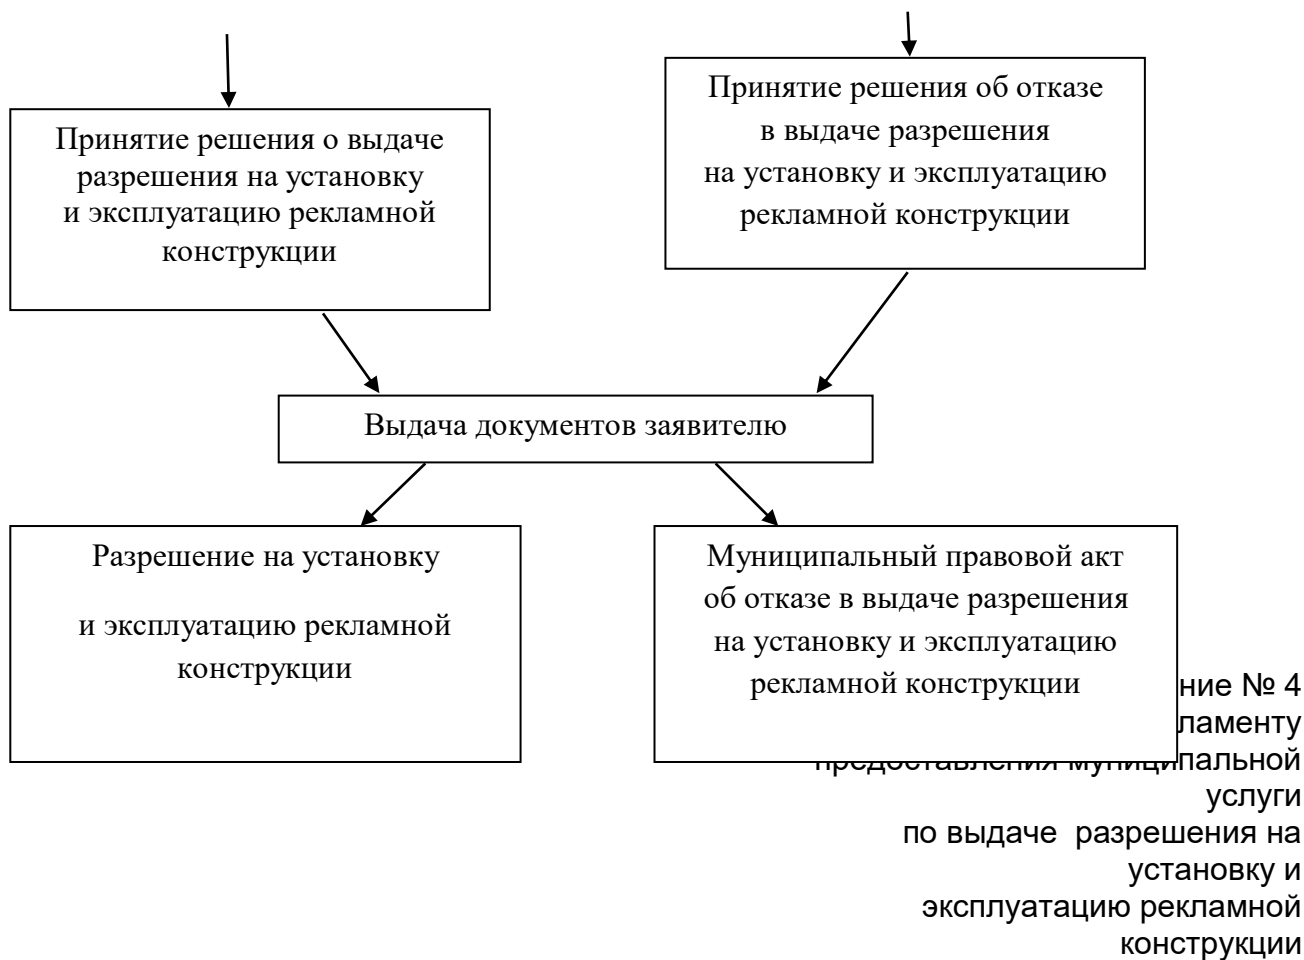 Принятие решения о выдаче
разрешения на установку
и эксплуатацию рекламной
конструкции
Принятие решения об отказе
в выдаче разрешения
на установку и эксплуатацию
рекламной конструкции
Выдача документов заявителю
Разрешение на установку
и эксплуатацию рекламной
конструкции
Муниципальный правовой акт
об отказе в выдаче разрешения
на установку и эксплуатацию
рекламной конструкции
ние № 4
ламенту
предоставления муниципальной
услуги
по выдаче  разрешения на
установку и
эксплуатацию рекламной
конструкции